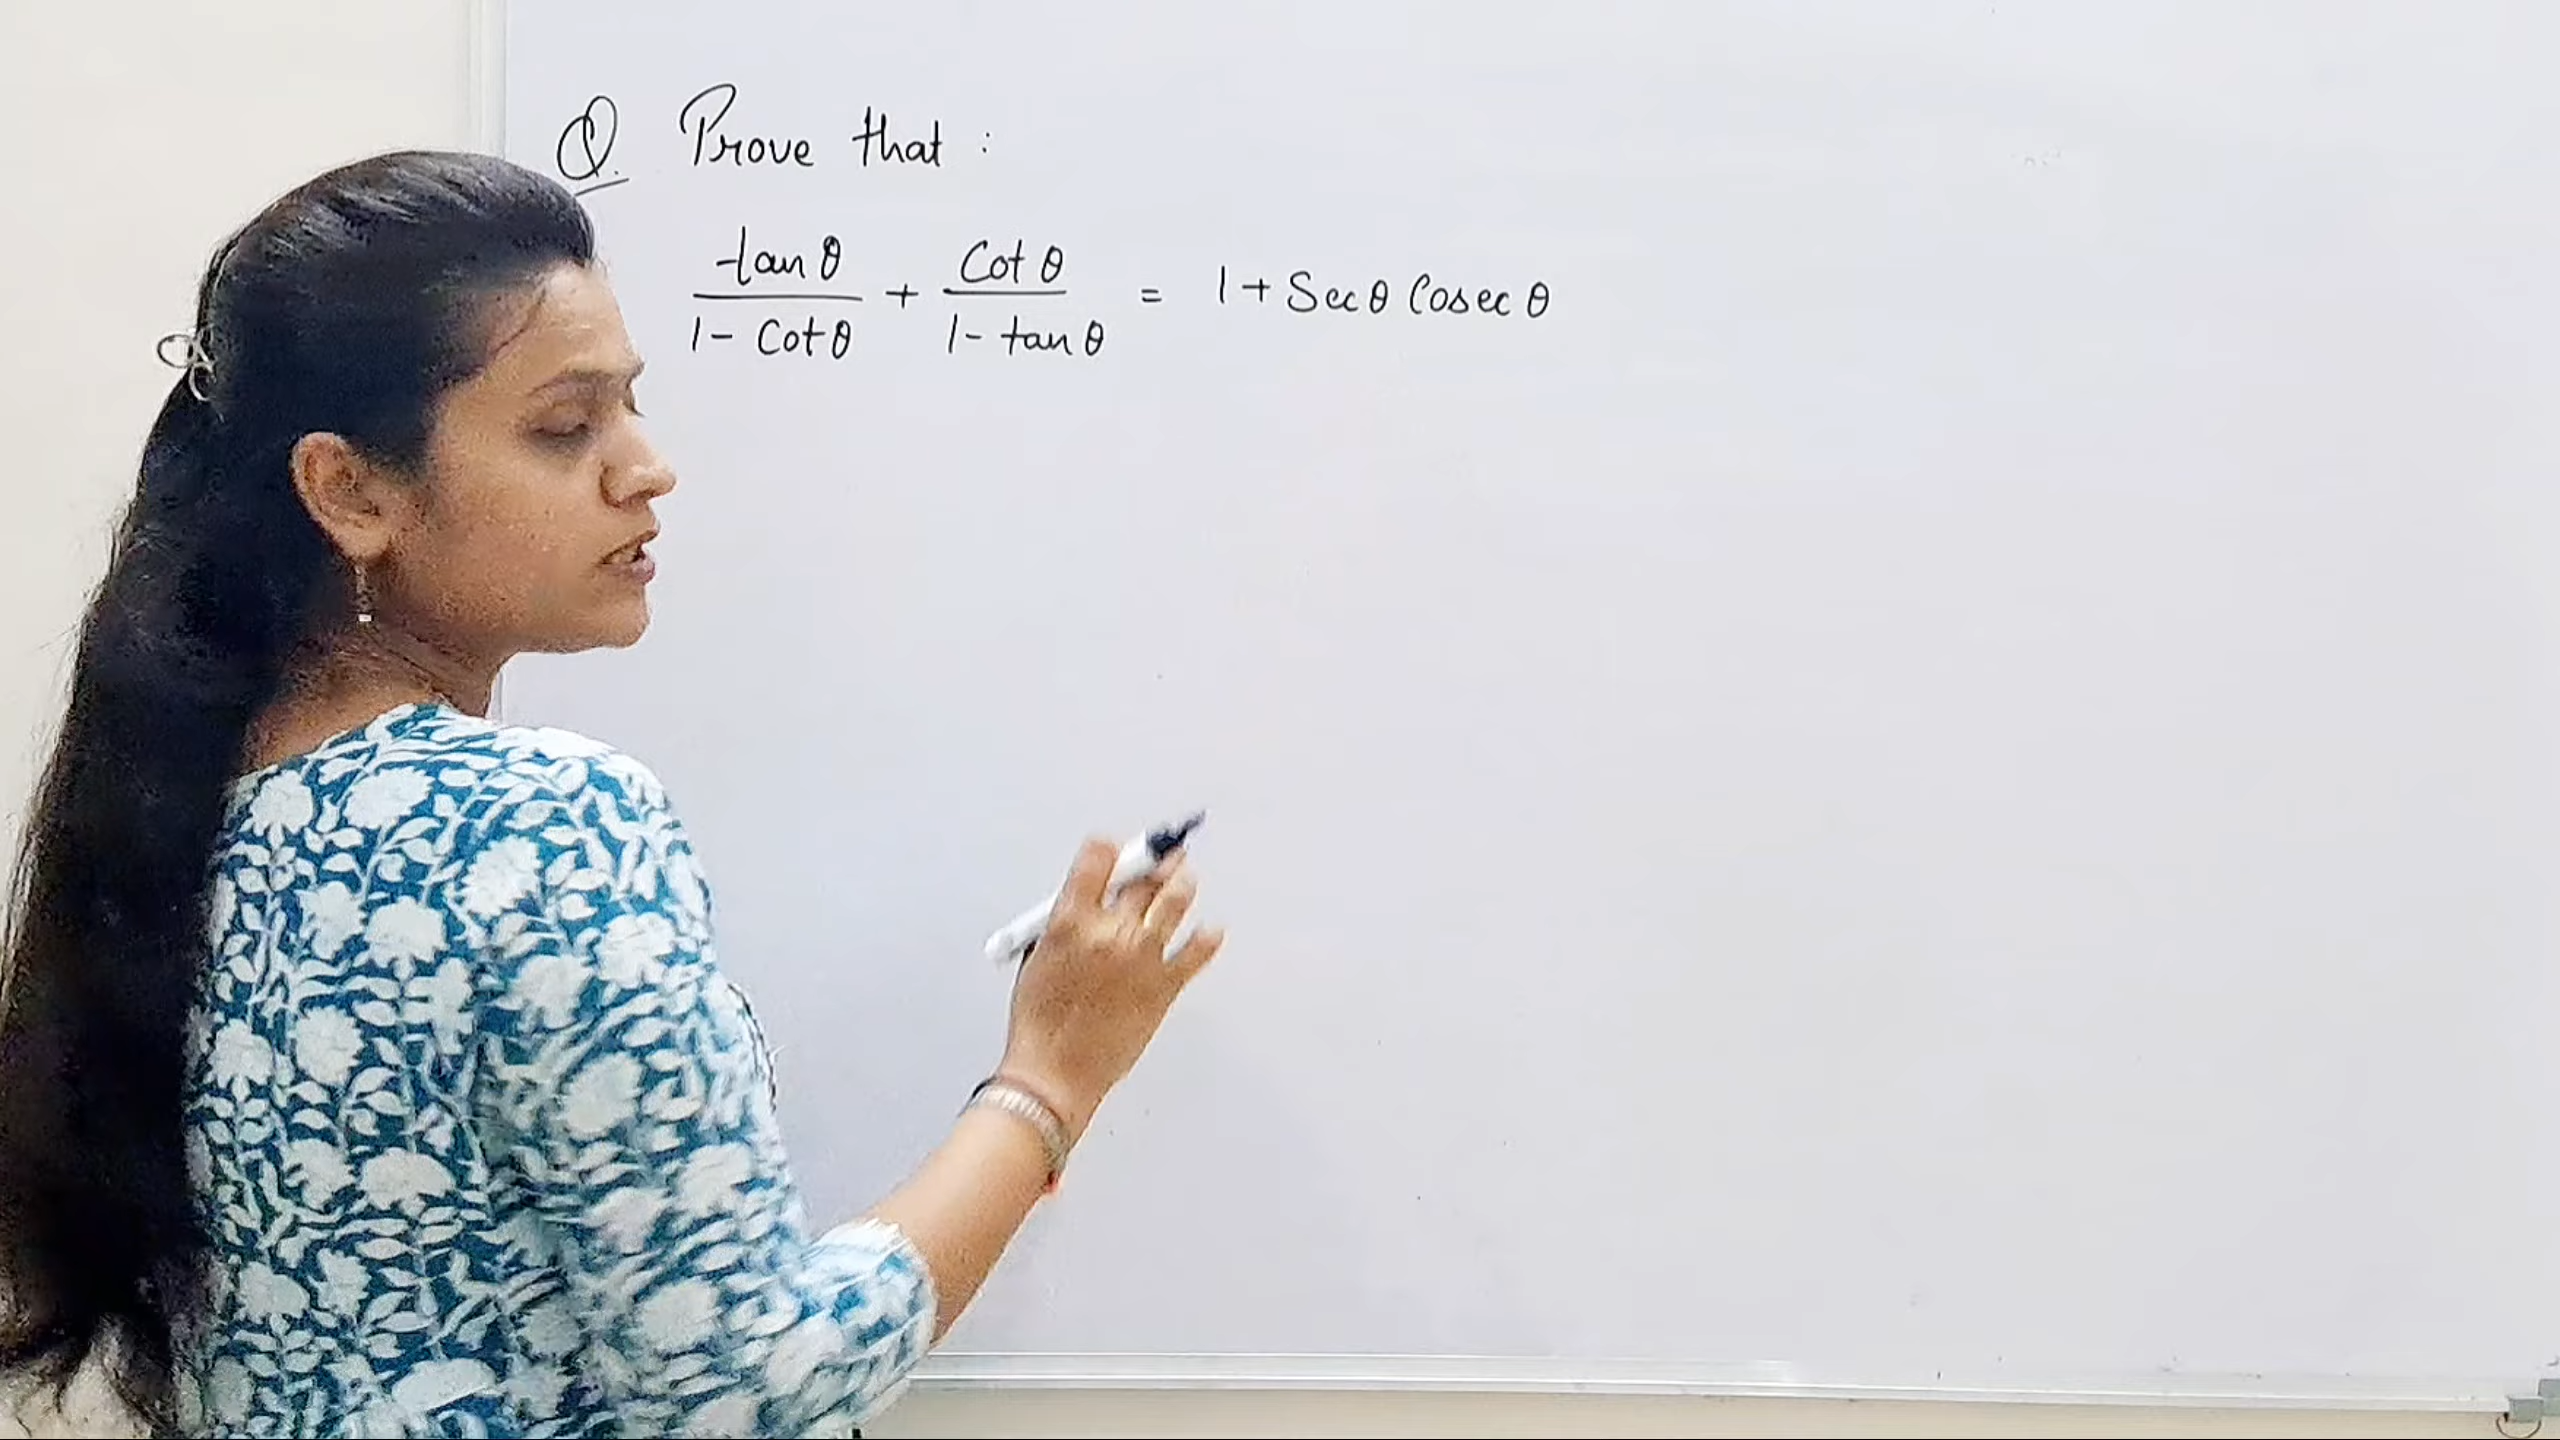 Q. Prove that :
tan θ / 1 - Cot θ + Cot θ / 1 - tan θ = 1 + Sec θ Cosec θ